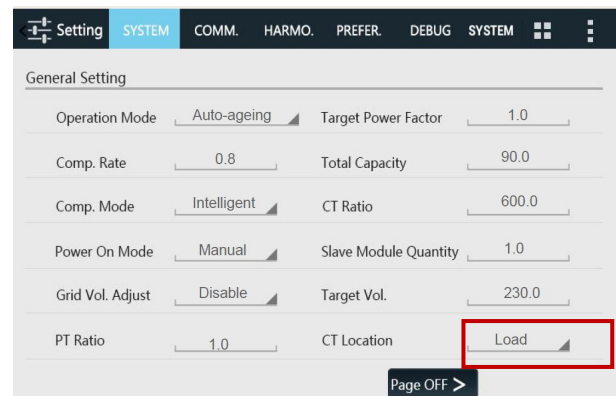 Setting SYSTEM COMM. HARMO. PREFER. DEBUG SYSTEM
General Setting
Operation Mode Auto-ageing Target Power Factor 1.0
Comp. Rate 0.8 Total Capacity 90.0
Comp. Mode Intelligent CT Ratio 600.0
Power On Mode Manual Slave Module Quantity 1.0
Grid Vol. Adjust Disable Target Vol. 230.0
PT Ratio 1.0 CT Location Load
Page OFF >